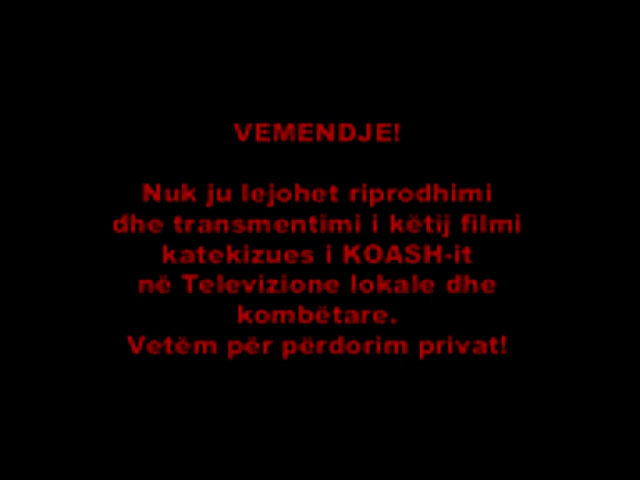 VEMENDJE!
Nuk ju lejohet riprodhimi
dhe transmentimi i këtij filmi
katekizues i KOASH-it
në Televizione lokale dhe
kombëtare.
Vetëm për përdorim privat!